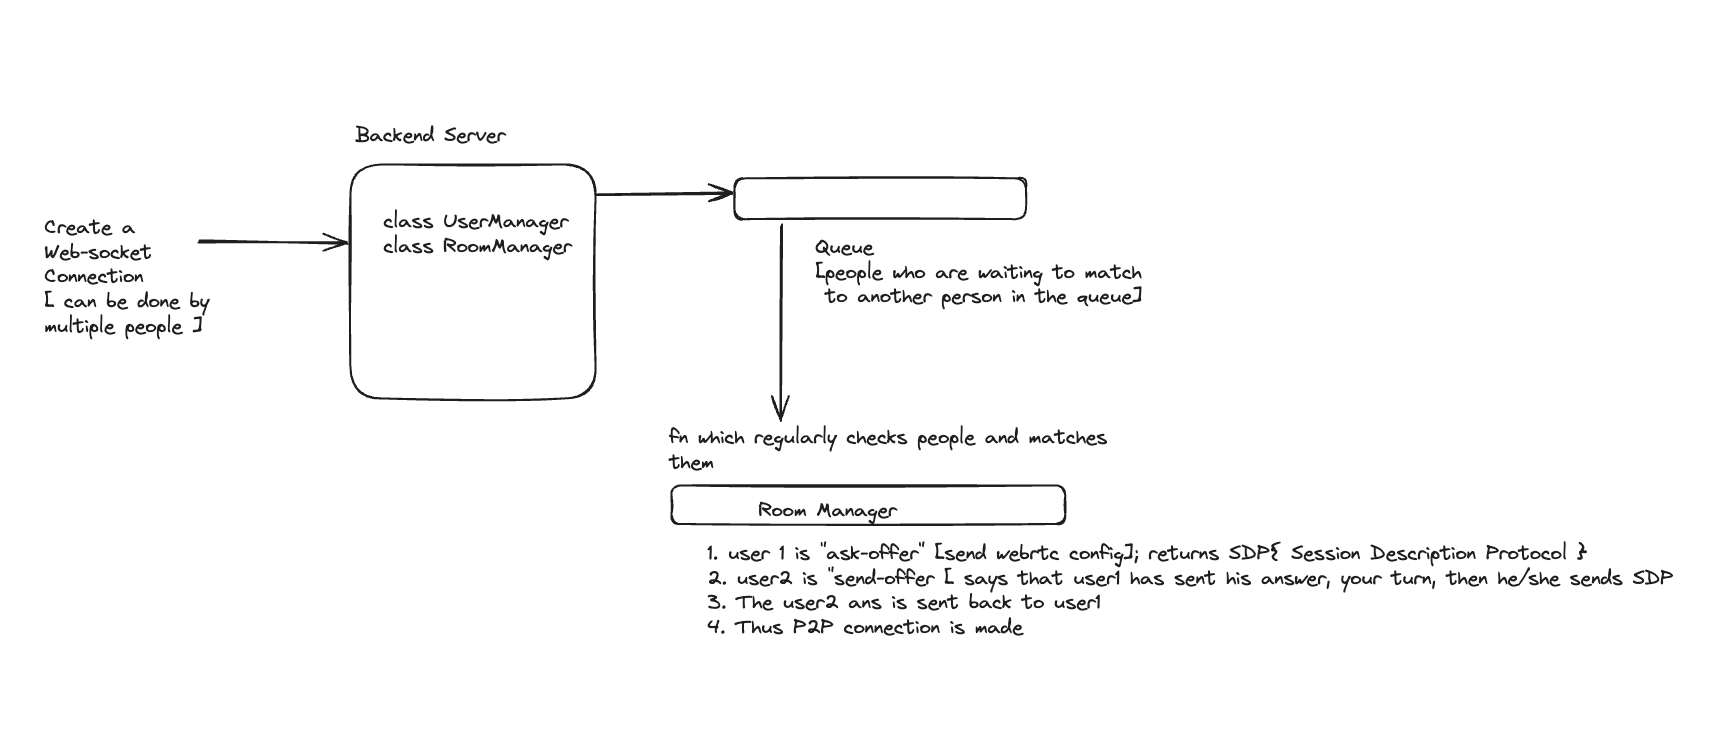 Backend Server
class UserManager
class RoomManager
Create a
Web-socket
Connection
[ can be done by
multiple people ]
Queue
[people who are waiting to match
to another person in the queue]
fn which regularly checks people and matches
them
Room Manager
1. user 1 is "ask-offer" [send webrtc config]; returns SDP{ Session Description Protocol }
2. user2 is "send-offer [ says that user1 has sent his answer, your turn, then he/she sends SDP
3. The user2 ans is sent back to user1
4. Thus P2P connection is made